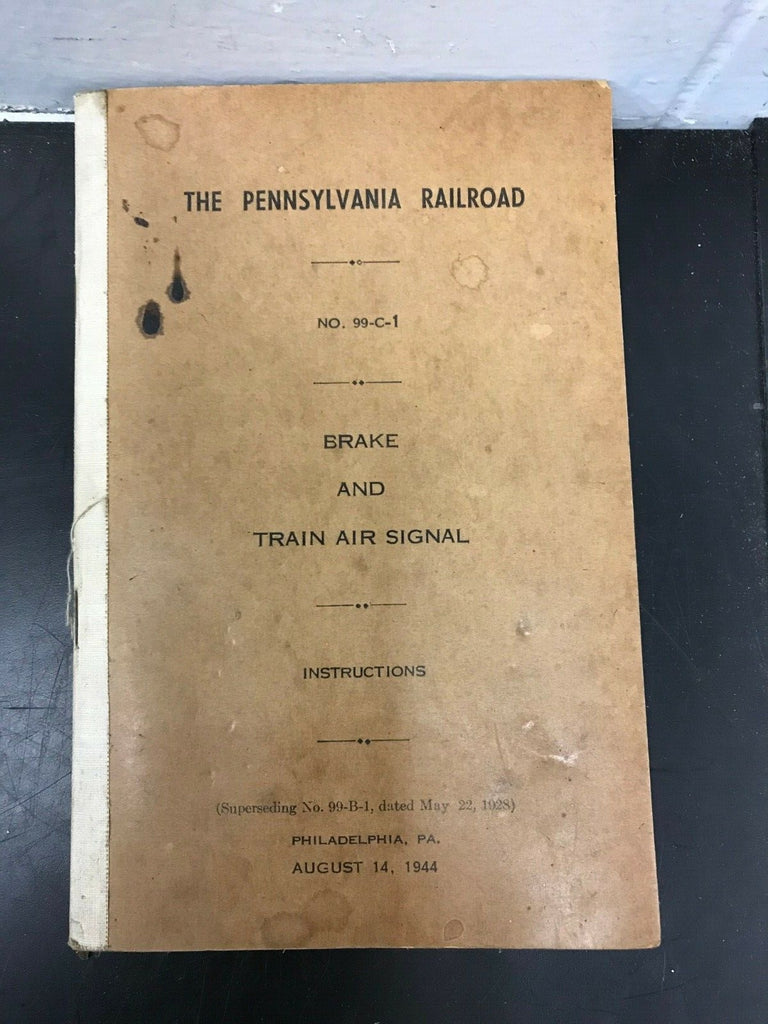 THE PENNSYLVANIA RAILROAD
NO. 99-C-1
BRAKE
AND
TRAIN AIR SIGNAL
INSTRUCTIONS
(Superseding No. 99-B-1, dated May 22, 1928)
PHILADELPHIA, PA.
AUGUST 14, 1944